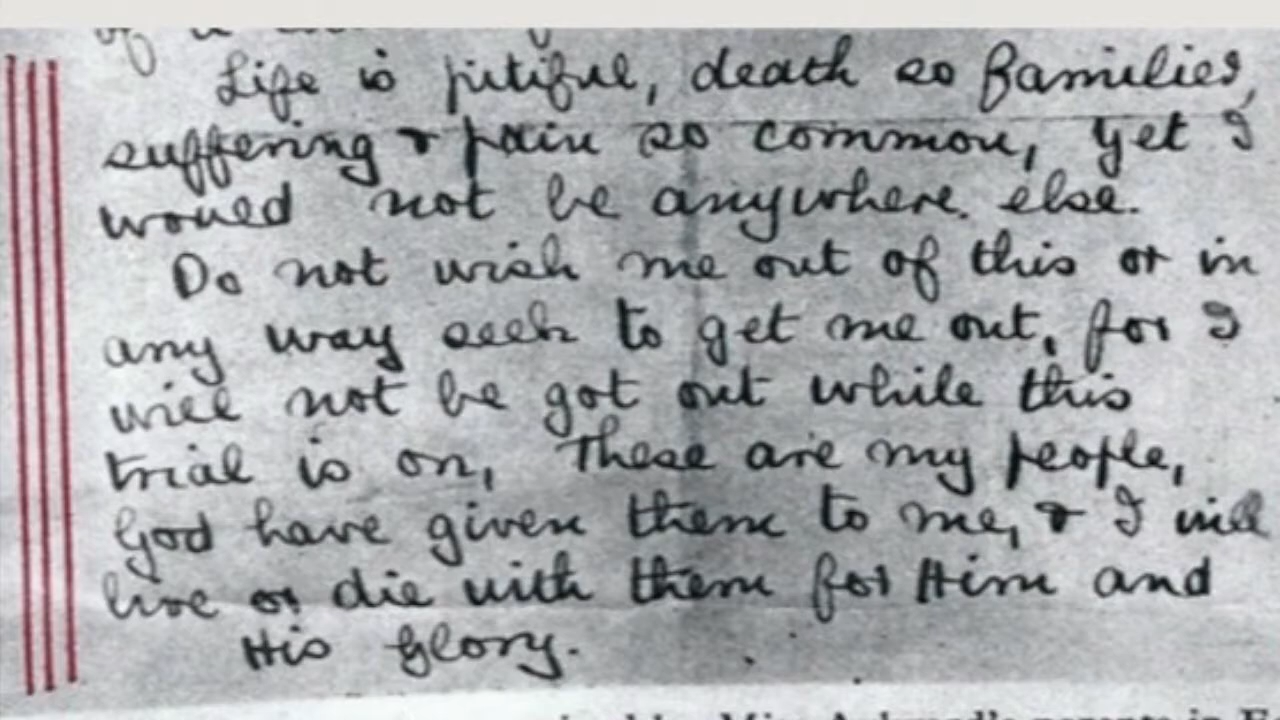 Life is pitiful, death so families,
suffering & pain so common, yet I
would not be anywhere. else.
Do not wish me out of this or in
any way seek to get me out, for I
will not be got out while this
trial is on, These are my people,
God have given them to me, & I will
live or die with them for Him and
His Glory.